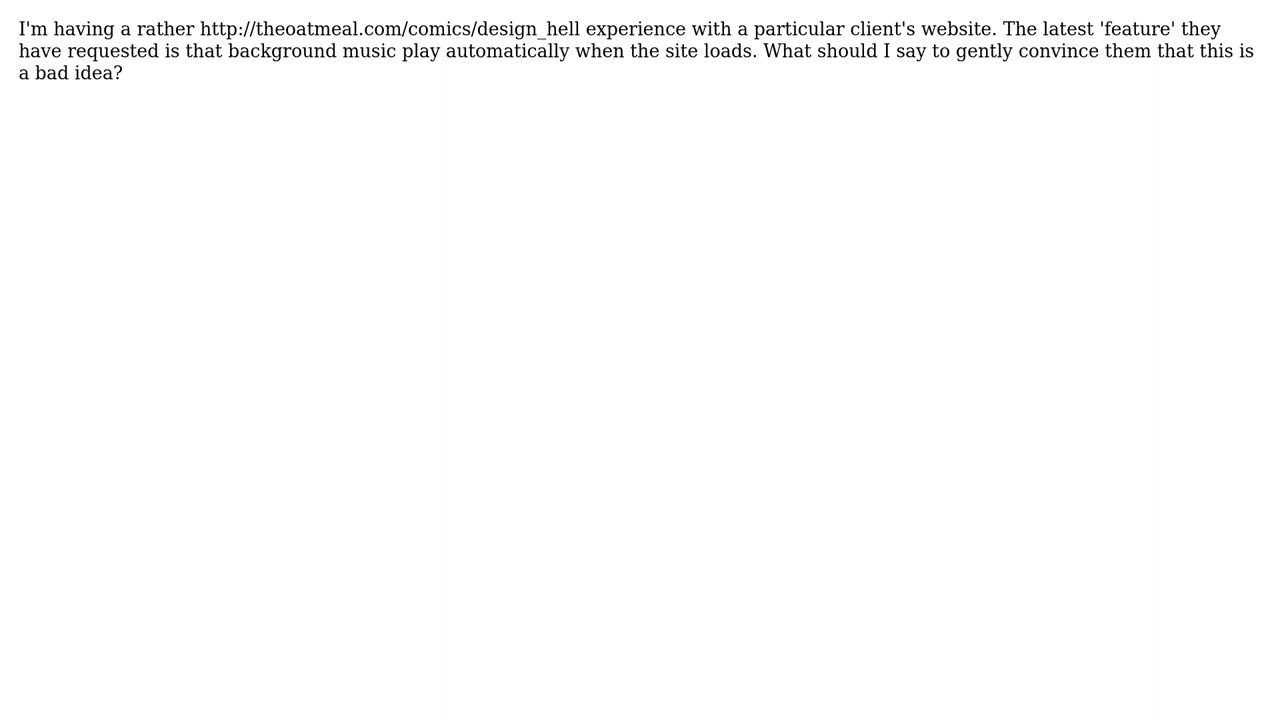 I'm having a rather http://theoatmeal.com/comics/design_hell experience with a particular client's website. The latest 'feature' they
have requested is that background music play automatically when the site loads. What should I say to gently convince them that this is
a bad idea?